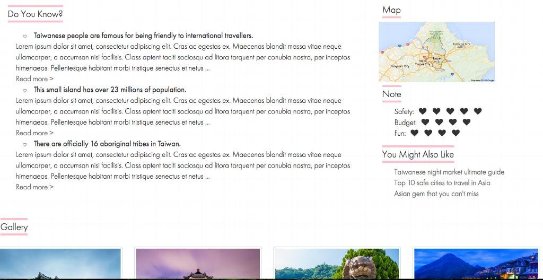 Do You Know?
Taiwanese people are famous for being friendly to international travellers.
Lorem ipsum dolor sit amet, consectetur adipiscing elit. Cras ac egestas ex. Maecenas blandit massa vitae neque
ullamcorper, a accumsan nisi facilisis. Class aptent taciti sociosqu ad litora torquent per conubia nostra, per inceptos
himenaeos. Pellentesque habitant morbi tristique senectus et netus ...
Read more >
This small island has over 23 millions of population.
Lorem ipsum dolor sit amet, consectetur adipiscing elit. Cras ac egestas ex. Maecenas blandit massa vitae neque
ullamcorper, a accumsan nisi facilisis. Class aptent taciti sociosqu ad litora torquent per conubia nostra, per inceptos
himenaeos. Pellentesque habitant morbi tristique senectus et netus ...
Read more >
There are officially 16 aboriginal tribes in Taiwan.
Lorem ipsum dolor sit amet, consectetur adipiscing elit. Cras ac egestas ex. Maecenas blandit massa vitae neque
ullamcorper, a accumsan nisi facilisis. Class aptent taciti sociosqu ad litora torquent per conubia nostra, per inceptos
himenaeos. Pellentesque habitant morbi tristique senectus et netus ...
Read more >
Map
Note
Safety: ♥ ♥ ♥ ♥ ♥
Budget: ♥ ♥ ♥ ♥
Fun: ♥ ♥ ♥ ♥
You Might Also Like
Taiwanese night market ultimate guide
Top 10 safe cities to travel in Asia
Asian gem that you can't miss
Gallery